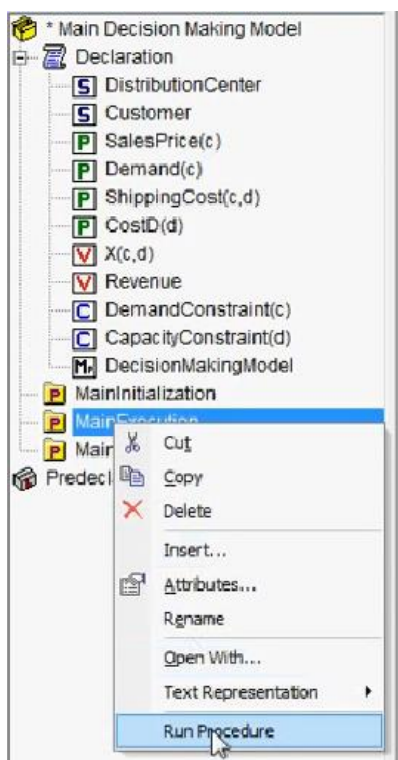 * Main Decision Making Model
Declaration
S DistributionCenter
S Customer
P SalesPrice(c)
P Demand(c)
P ShippingCost(c,d)
P CostD(d)
V X(c,d)
V Revenue
C DemandConstraint(c)
C CapacityConstraint(d)
M DecisionMakingModel
P MainInitialization
P MainExecution
P Main
Predecl
Cut
Copy
Delete
Insert...
Attributes...
Rename
Open With...
Text Representation
Run Procedure